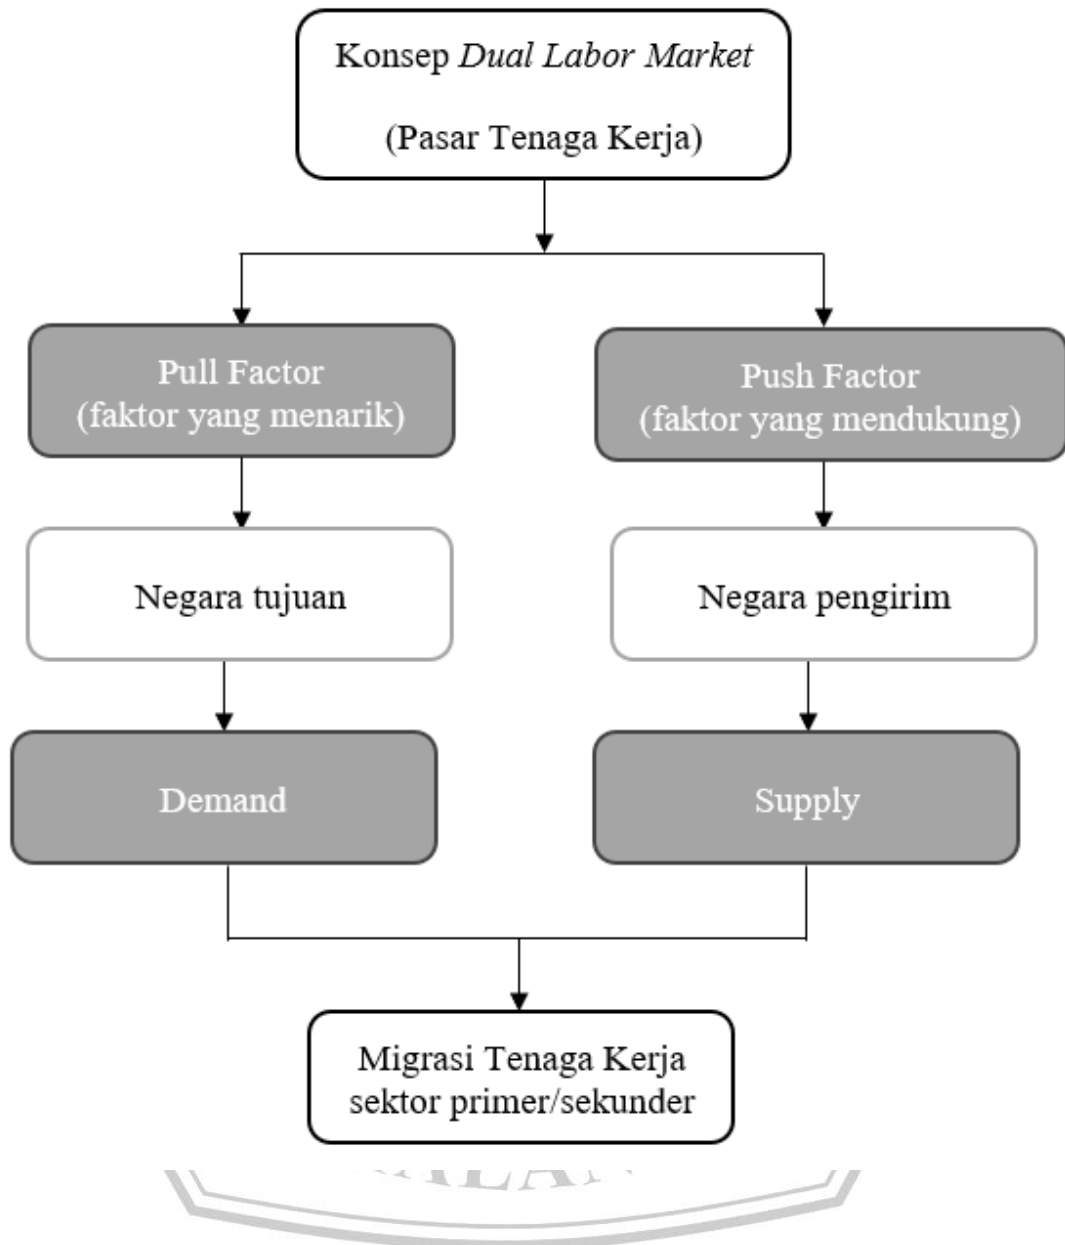 Konsep Dual Labor Market
(Pasar Tenaga Kerja)
Pull Factor
(faktor yang menarik)
Push Factor
(faktor yang mendukung)
Negara tujuan
Negara pengirim
Demand
Supply
Migrasi Tenaga Kerja
sektor primer/sekunder